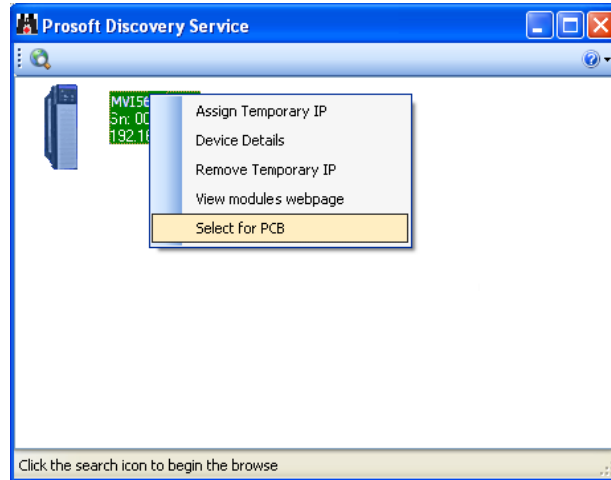 Prosoft Discovery Service
MVI56
Sn: 00
192.16
Assign Temporary IP
Device Details
Remove Temporary IP
View modules webpage
Select for PCB
Click the search icon to begin the browse